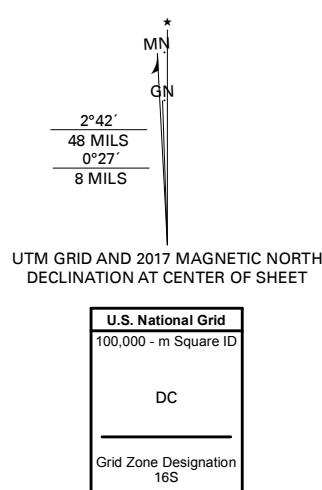 MN
GN
2°42´
48 MILS
0°27´
8 MILS
UTM GRID AND 2017 MAGNETIC NORTH
DECLINATION AT CENTER OF SHEET
U.S. National Grid
100,000 - m Square ID
DC
Grid Zone Designation
16S